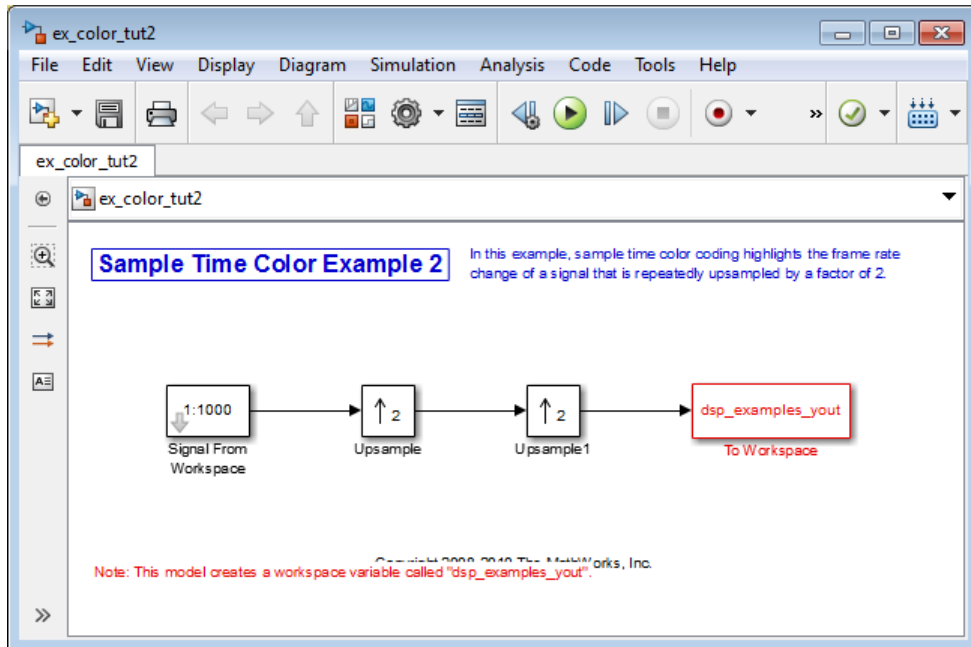 ex_color_tut2
File Edit View Display Diagram Simulation Analysis Code Tools Help
»
ex_color_tut2
ex_color_tut2
Sample Time Color Example 2
In this example, sample time color coding highlights the frame rate
change of a signal that is repeatedly upsampled by a factor of 2.
1:1000
2
2
dsp_examples_yout
Signal From
Workspace
Upsample
Upsample1
To Workspace
The MathWorks, Inc.
Note: This model creates a workspace variable called "dsp_examples_yout".